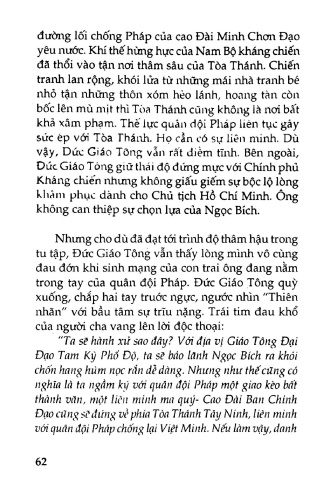 đường lối chống Pháp của cao Đài Minh Chơn Đạo
yêu nước. Khí thế hừng hực của Nam Bộ kháng chiến
đã thổi vào tận nơi thâm sâu của Tòa Thánh. Chiến
tranh lan rộng, khói lửa từ những mái nhà tranh bé
nhỏ tận những thôn xóm hẻo lánh, hoang tàn còn
bốc lên mù mịt thì Tòa Thánh cũng không là nơi bất
khả xâm phạm. Thế lực quân đội Pháp liên tục gây
sức ép với Tòa Thánh. Họ cần có sự liên minh. Dù
vậy, Đức Giáo Tông vẫn rất điềm tĩnh. Bên ngoài,
Đức Giáo Tông giữ thái độ đứng mực với Chính phủ
Kháng chiến nhưng không giấu giếm sự bộc lộ lòng
khâm phục dành cho Chủ tịch Hồ Chí Minh. Ông
không can thiệp sự chọn lựa của Ngọc Bích.
Nhưng cho dù đã đạt tới trình độ thâm hậu trong
tu tập, Đức Giáo Tông vẫn thấy lòng mình vô cùng
đau đớn khi sinh mạng của con trai ông đang nằm
trong tay của quân đội Pháp. Đức Giáo Tông quỳ
xuống, chắp hai tay trước ngực, ngước nhìn "Thiên
nhãn" với bầu tâm sự trĩu nặng. Trái tim đau khổ
của người cha vang lên lời độc thoại:
"Ta sẽ hành xử sao đây? Với địa vị Giáo Tông Đại
Đạo Tam Kỳ Phổ Độ, ta sẽ bảo lãnh Ngọc Bích ra khỏi
chốn hang hùm nọc rắn dễ dàng. Nhưng như thế cũng có
nghĩa là ta ngầm ký với quân đội Pháp một giao kèo bất
thành văn, một liên minh ma quỷ- Cao Đài Ban Chỉnh
Đạo cũng sẽ đứng về phía Tòa Thánh Tây Ninh, liên minh
với quân đội Pháp chống lại Việt Minh. Nếu làm vậy, danh
62